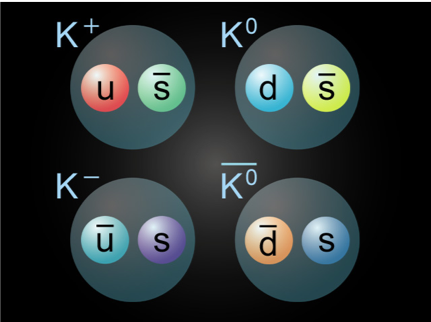 K⁺ K⁰
u s̅ d s̅
K⁻ K̅⁰
u̅ s d̅ s